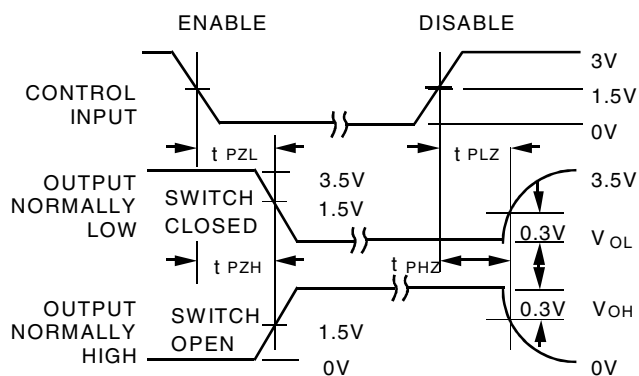 ENABLE DISABLE
3V
CONTROL
INPUT
1.5V
0V
t PZL
t PLZ
OUTPUT
NORMALLY
LOW
SWITCH
CLOSED
3.5V
1.5V
3.5V
0.3V
V OL
t PZH
t PHZ
OUTPUT
NORMALLY
HIGH
SWITCH
OPEN
1.5V
0V
0.3V
VOH
0V